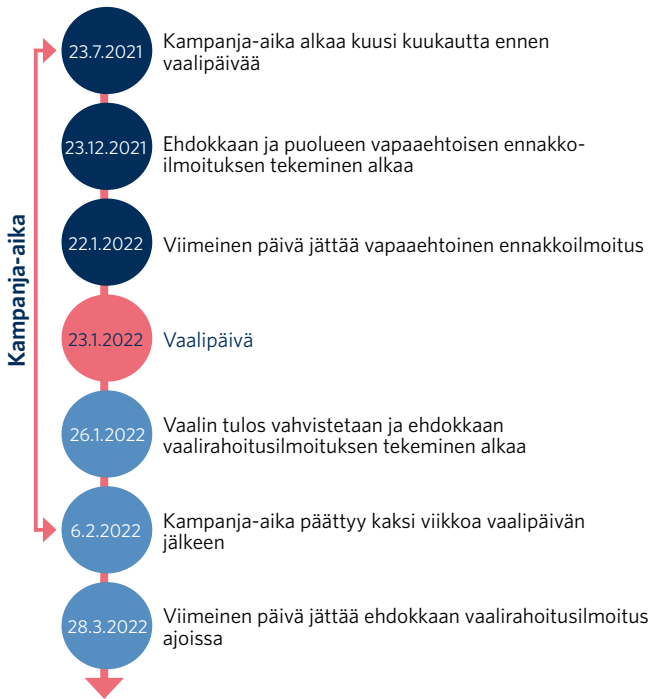 Kampanja-aika
23.7.2021
Kampanja-aika alkaa kuusi kuukautta ennen
vaalipäivää
23.12.2021
Ehdokkaan ja puolueen vapaaehtoisen ennakko-
ilmoituksen tekeminen alkaa
22.1.2022
Viimeinen päivä jättää vapaaehtoinen ennakkoilmoitus
23.1.2022
Vaalipäivä
26.1.2022
Vaalin tulos vahvistetaan ja ehdokkaan
vaalirahoitusilmoituksen tekeminen alkaa
6.2.2022
Kampanja-aika päättyy kaksi viikkoa vaalipäivän
jälkeen
28.3.2022
Viimeinen päivä jättää ehdokkaan vaalirahoitusilmoitus
ajoissa